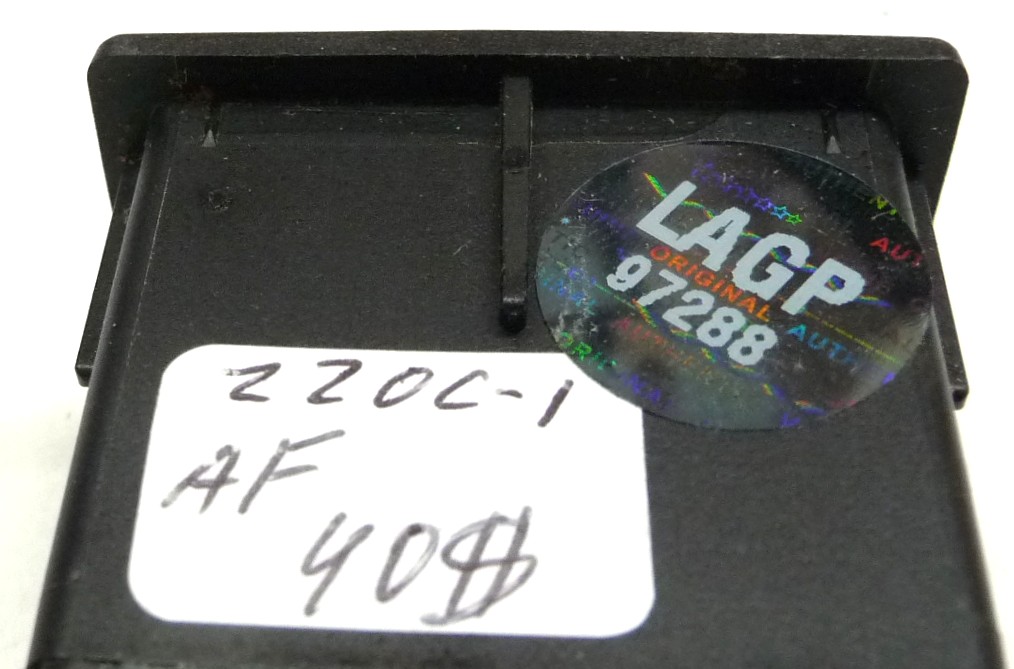 LAGP
ORIGINAL
97288
220C-1
AF
40$